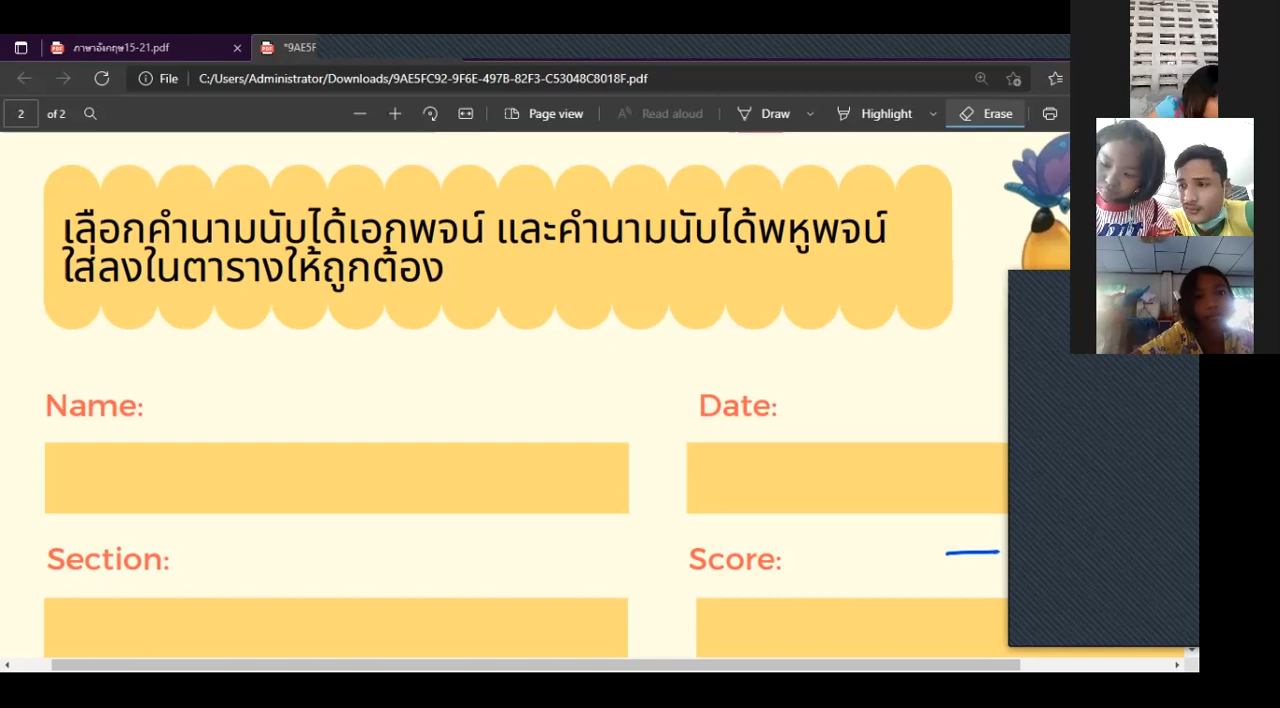 ภาษาอังกฤษ15-21.pdf
*9AE5F
File
C:/Users/Administrator/Downloads/9AE5FC92-9F6E-497B-82F3-C53048C8018F.pdf
2 of 2
Page view
Read aloud
Draw
Highlight
Erase
เลือกคำนามนับได้เอกพจน์ และคำนามนับได้พหูพจน์
ใส่ลงในตารางให้ถูกต้อง
Name:
Date:
Section:
Score: